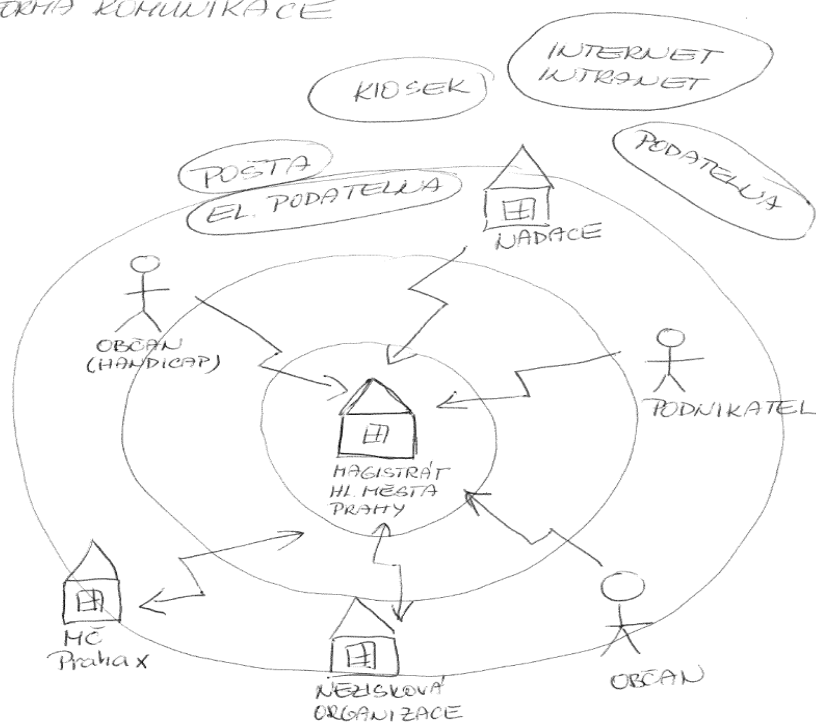 FORMA KOMUNIKACE
INTERNET
INTRANET
KIOSEK
PODATELNA
POŠTA
EL. PODATELNA
NADACE
OBČAN
(HANDICAP)
PODNIKATEL
MAGISTRÁT
HL. MĚSTA
PRAHY
MČ
Praha x
NEZISKOVÁ
ORGANIZACE
OBČAN